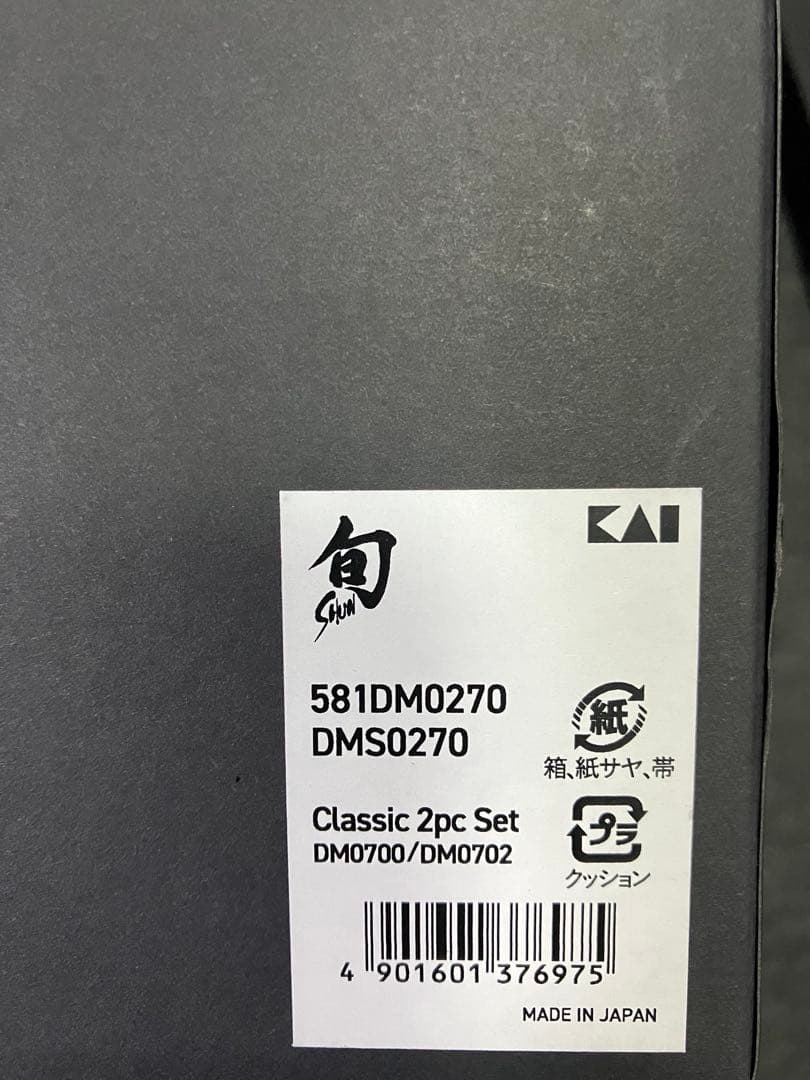 旬
SHUN
KAI
581DM0270
DMS0270
紙
箱、紙サヤ、帯
Classic 2pc Set
DM0700/DM0702
プラ
クッション
4 901601 376975
MADE IN JAPAN